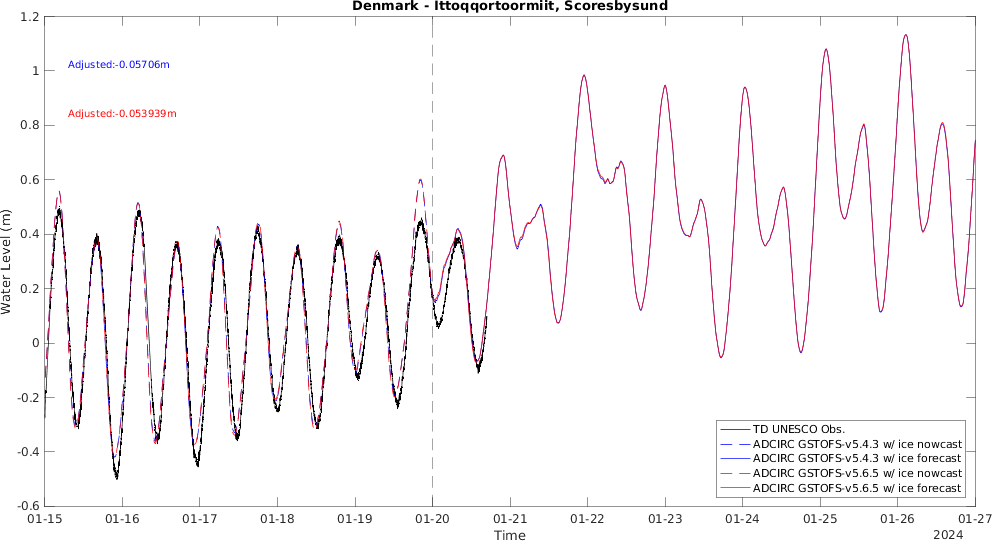 Denmark - Ittoqqortoormiit, Scoresbysund
1.2
1
0.8
0.6
0.4
0.2
0
-0.2
-0.4
-0.6
Water Level (m)
Adjusted:-0.05706m
Adjusted:-0.053939m
TD UNESCO Obs.
ADCIRC GSTOFS-v5.4.3 w/ ice nowcast
ADCIRC GSTOFS-v5.4.3 w/ ice forecast
ADCIRC GSTOFS-v5.6.5 w/ ice nowcast
ADCIRC GSTOFS-v5.6.5 w/ ice forecast
01-15 01-16 01-17 01-18 01-19 01-20 01-21 01-22 01-23 01-24 01-25 01-26 01-27
Time
2024